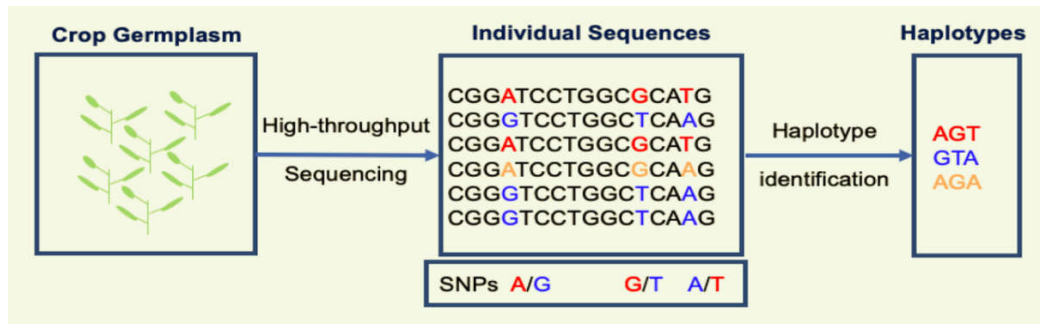 Crop Germplasm
Individual Sequences
Haplotypes
High-throughput
Sequencing
CGGATCCTGGCGCATG
CGGGTCCTGGCTCAAG
CGGATCCTGGCGCATG
CGGATCCTGGCGCAAG
CGGGTCCTGGCTCAAG
CGGGTCCTGGCTCAAG
Haplotype
identification
AGT
GTA
AGA
SNPs A/G G/T A/T